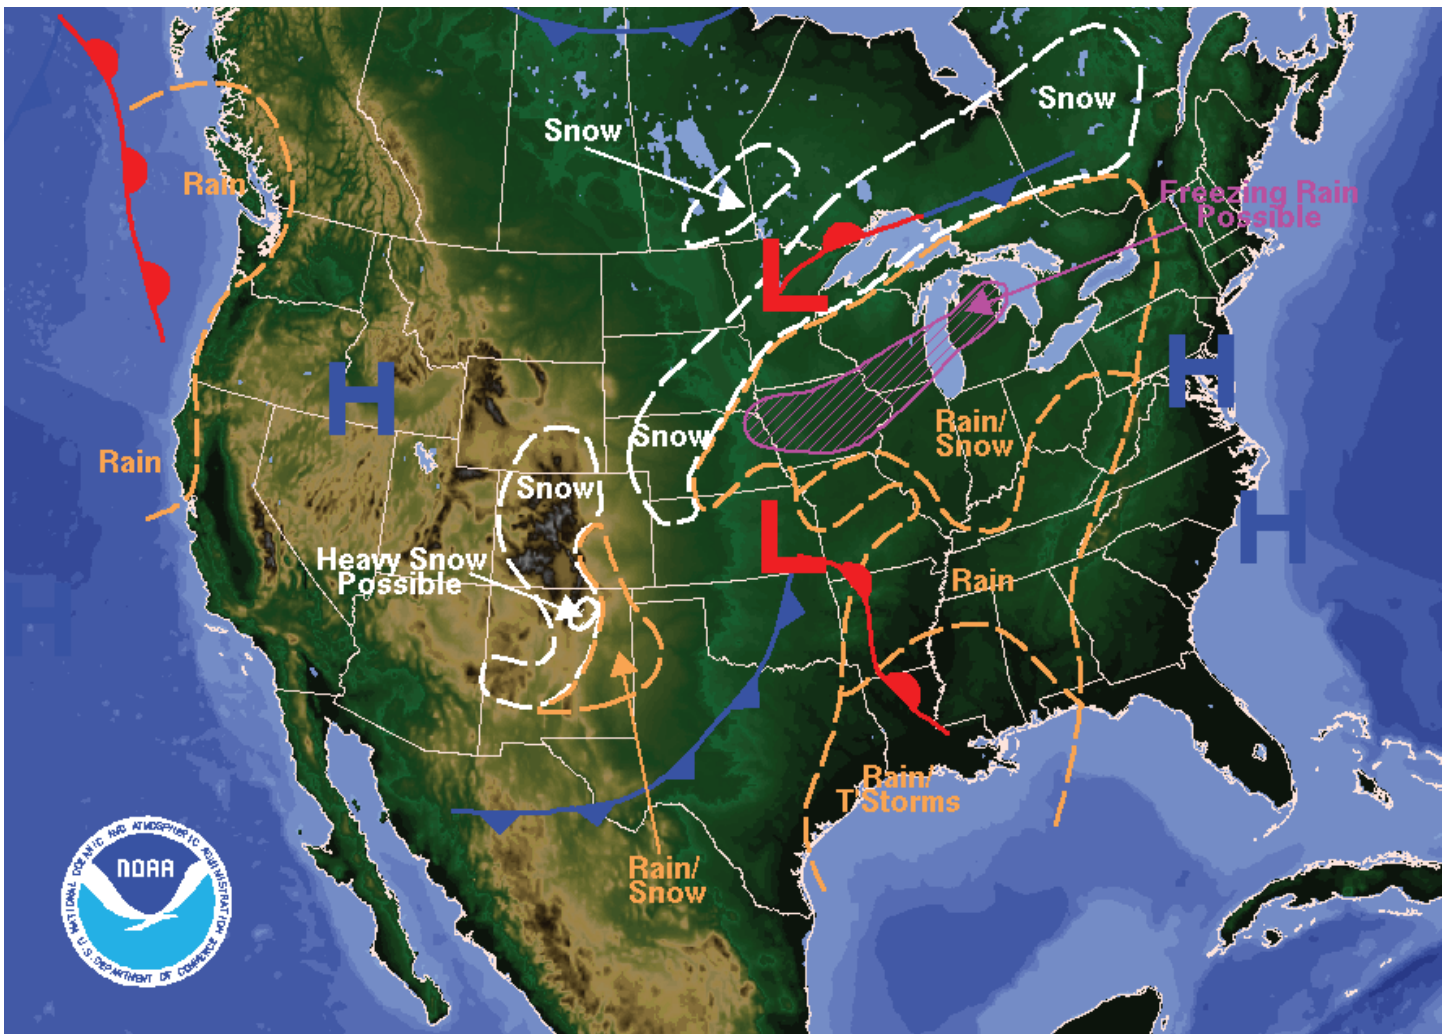 Snow
Snow
Rain
Freezing Rain
Possible
H
L
H
Rain
Snow
Rain/
Snow
Snow
H
Heavy Snow
Possible
L
Rain
H
Rain/
T'Storms
Rain/
Snow
NOAA
NATIONAL OCEANIC AND ATMOSPHERIC ADMINISTRATION
U.S. DEPARTMENT OF COMMERCE